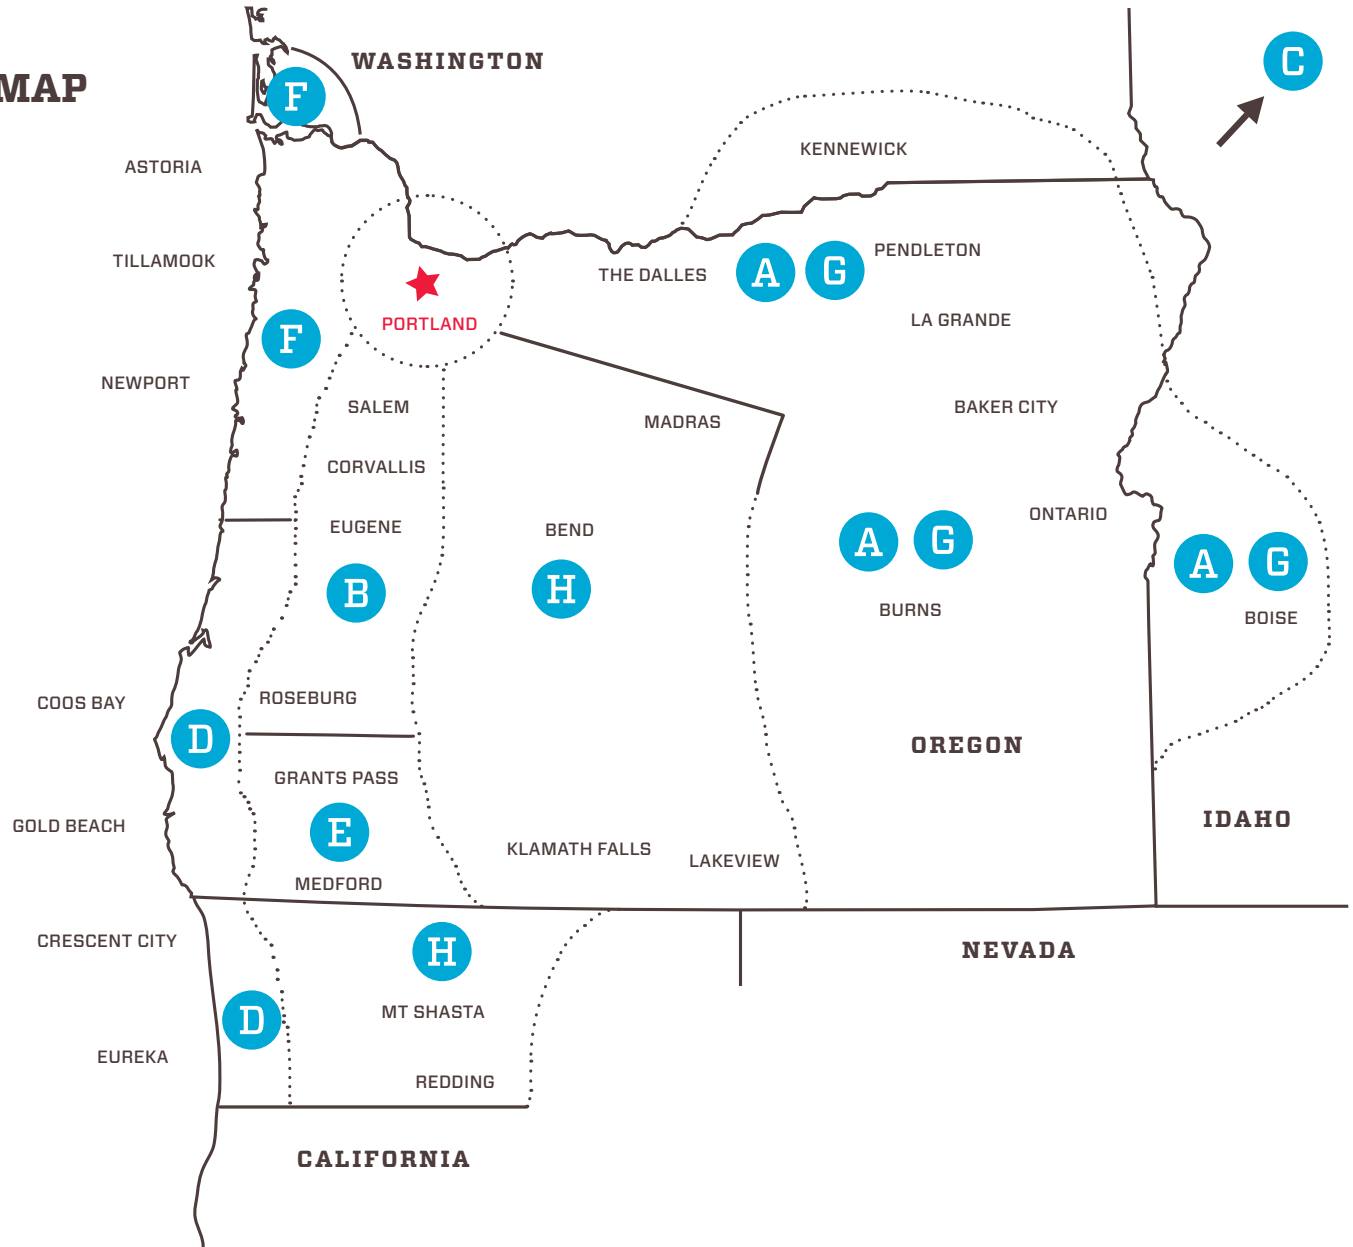 MAP
WASHINGTON
C
F
KENNEWICK
ASTORIA
PENDLETON
TILLAMOOK
THE DALLES
A G
PORTLAND
LA GRANDE
F
NEWPORT
SALEM
MADRAS
BAKER CITY
CORVALLIS
EUGENE
BEND
ONTARIO
A G
A G
B
H
BURNS
BOISE
COOS BAY
ROSEBURG
D
OREGON
GRANTS PASS
GOLD BEACH
E
IDAHO
KLAMATH FALLS
LAKEVIEW
MEDFORD
CRESCENT CITY
H
NEVADA
MT SHASTA
D
EUREKA
REDDING
CALIFORNIA